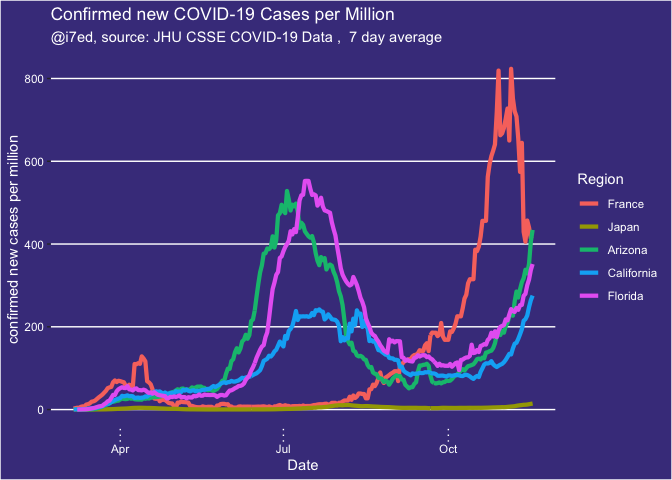 Confirmed new COVID-19 Cases per Million
@i7ed, source: JHU CSSE COVID-19 Data ,  7 day average
confirmed new cases per million
800
600
400
200
0
Apr
Jul
Oct
Date
Region
France
Japan
Arizona
California
Florida